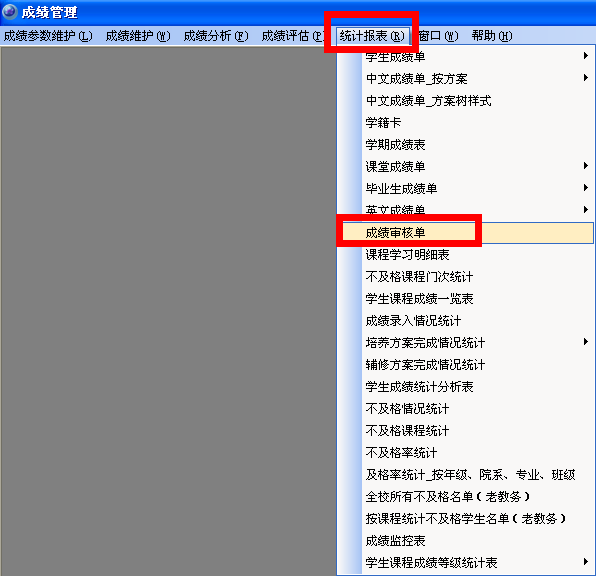 成绩管理
成绩参数维护(L) 成绩维护(W) 成绩分析(F) 成绩评估(P 统计报表(R) 窗口(W) 帮助(H)
学生成绩单
中文成绩单_按方案
中文成绩单_方案树样式
学籍卡
学期成绩表
课堂成绩单
毕业生成绩单
英文成绩单
成绩审核单
课程学习明细表
不及格课程门次统计
学生课程成绩一览表
成绩录入情况统计
培养方案完成情况统计
辅修方案完成情况统计
学生成绩统计分析表
不及格情况统计
不及格课程统计
不及格率统计
及格率统计_按年级、院系、专业、班级
全校所有不及格名单(老教务)
按课程统计不及格学生名单(老教务)
成绩监控表
学生课程成绩等级统计表